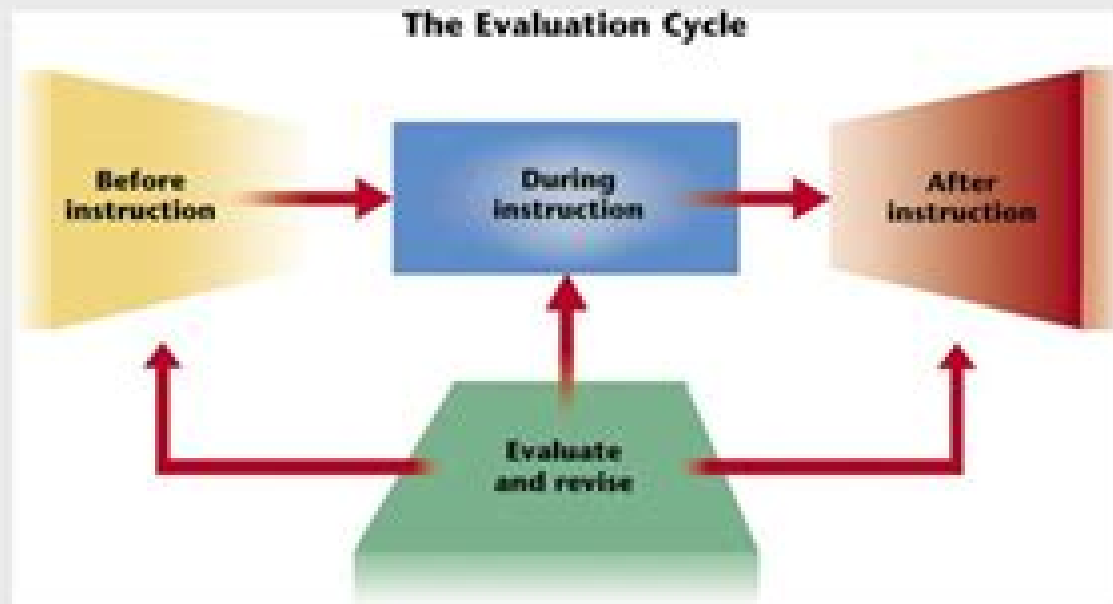 The Evaluation Cycle
Before
instruction
During
instruction
After
instruction
Evaluate
and revise